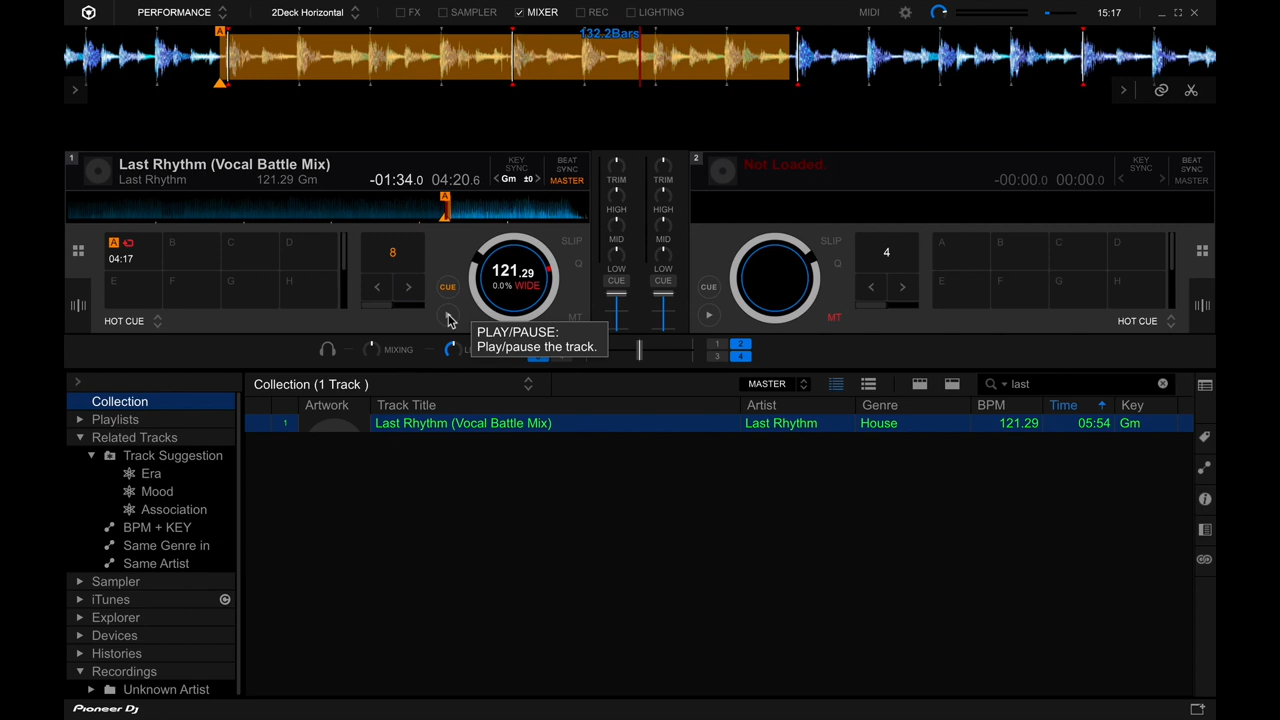 PERFORMANCE 2Deck Horizontal FX SAMPLER MIXER REC LIGHTING MIDI 15:17
A 132.2Bars
1 Last Rhythm (Vocal Battle Mix) KEY SYNC BEAT SYNC
Last Rhythm 121.29 Gm -01:34.0 04:20.6 Gm ±0 MASTER
2 Not Loaded. KEY SYNC BEAT SYNC
-00:00.0 00:00.0 MASTER
A
TRIM TRIM
HIGH HIGH
MID MID
LOW LOW
CUE CUE
A 04:17 B C D
E F G H
HOT CUE
8
CUE
121.29
0.0% WIDE
SLIP
Q
PLAY/PAUSE:
Play/pause the track.
SLIP
Q
MT
CUE
4
A B C D
E F G H
HOT CUE
MIXING
1 2
3 4
Collection (1 Track ) MASTER last
Artwork Track Title Artist Genre BPM Time Key
1 Last Rhythm (Vocal Battle Mix) Last Rhythm House 121.29 05:54 Gm
Collection
Playlists
Related Tracks
Track Suggestion
Era
Mood
Association
BPM + KEY
Same Genre in
Same Artist
Sampler
iTunes
Explorer
Devices
Histories
Recordings
Unknown Artist
Pioneer Dj